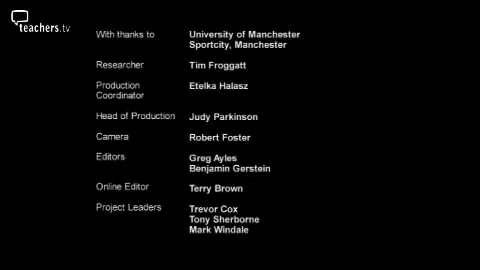 teachers.tv
With thanks to University of Manchester
Sportcity, Manchester
Researcher Tim Froggatt
Production Etelka Halasz
Coordinator
Head of Production Judy Parkinson
Camera Robert Foster
Editors Greg Ayles
Benjamin Gerstein
Online Editor Terry Brown
Project Leaders Trevor Cox
Tony Sherborne
Mark Windale